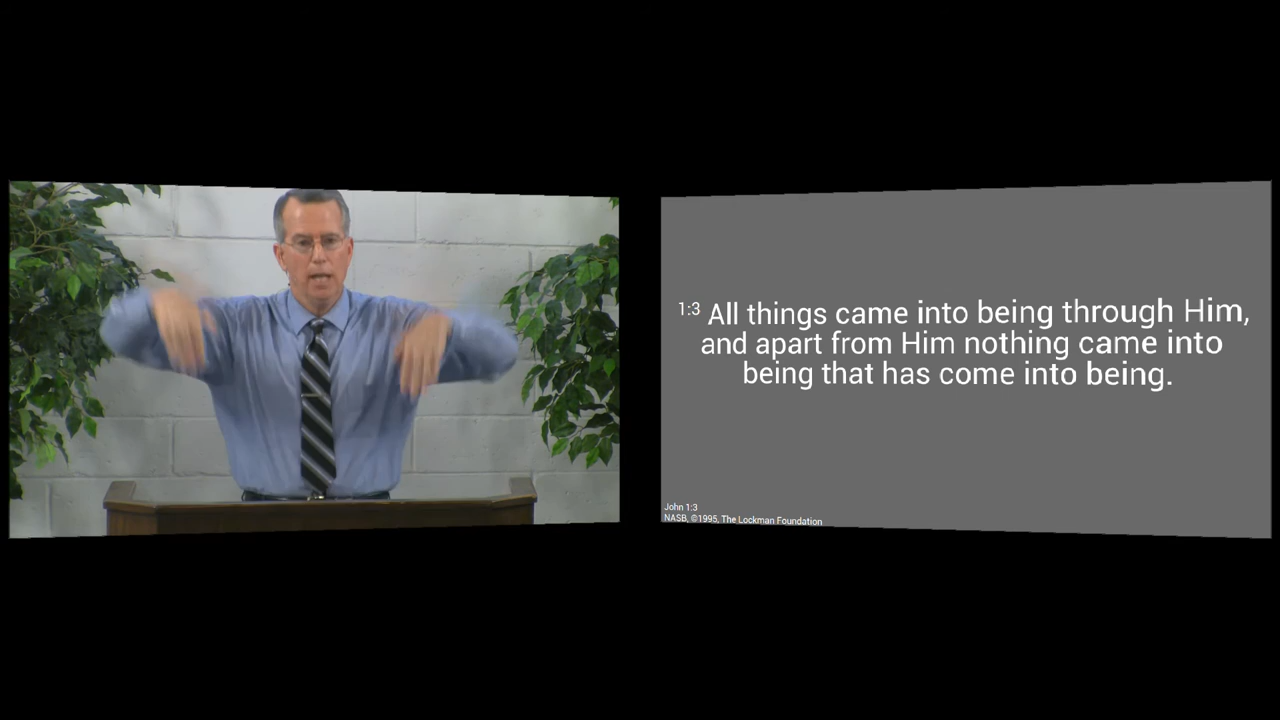 1:3 All things came into being through Him,
and apart from Him nothing came into
being that has come into being.
John 1:3
NASB, ©1995, The Lockman Foundation